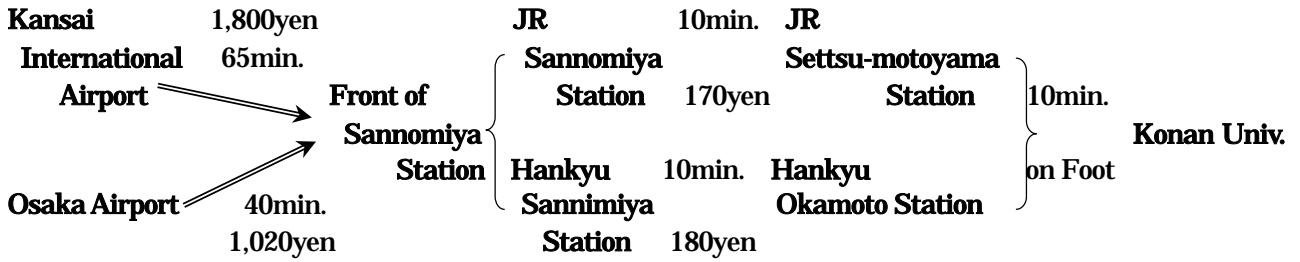 Kansai 1,800yen JR 10min. JR
International 65min. Sannomiya Settsu-motoyama
Airport Front of Station 170yen Station 10min.
Sannomiya Konan Univ.
Station Hankyu 10min. Hankyu on Foot
Osaka Airport 40min. Sannimiya Okamoto Station
1,020yen Station 180yen